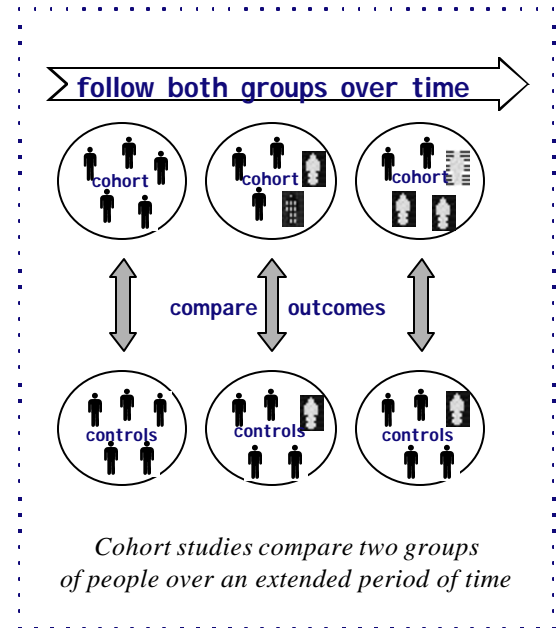 follow both groups over time
cohort cohort cohort
compare outcomes
controls controls controls
Cohort studies compare two groups
of people over an extended period of time